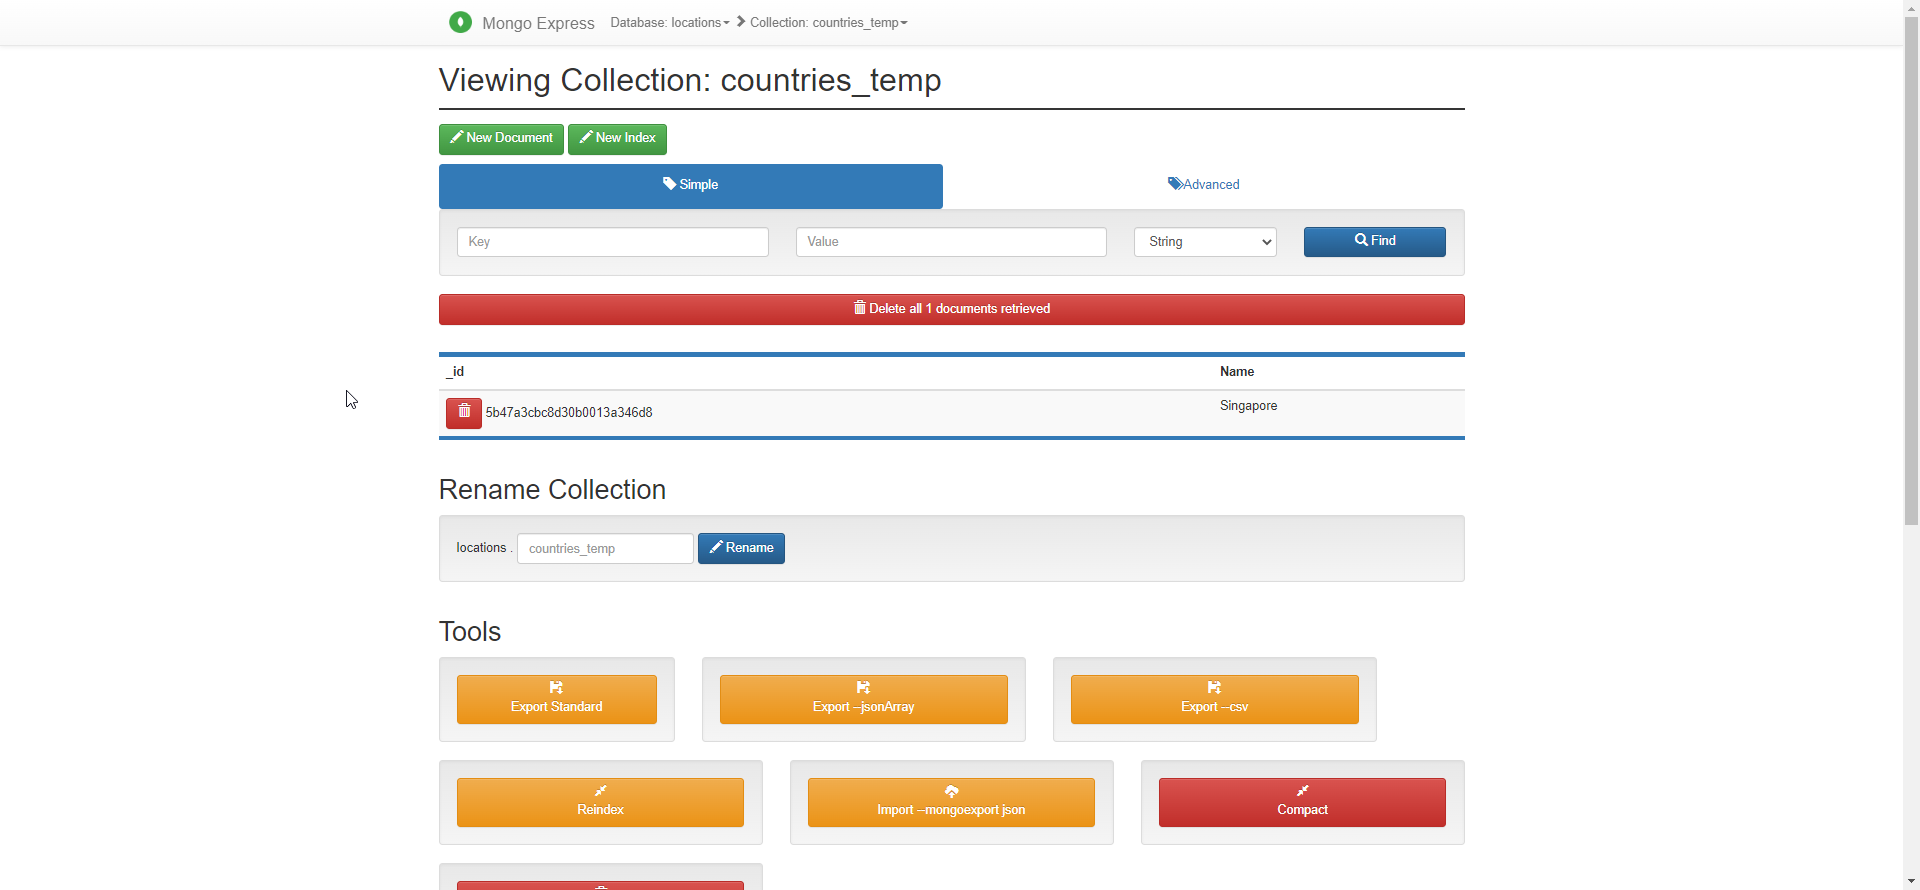 Mongo Express Database: locations Collection: countries_temp
Viewing Collection: countries_temp
New Document New Index
Simple Advanced
Key Value String Find
Delete all 1 documents retrieved
_id Name
5b47a3cbc8d30b0013a346d8 Singapore
Rename Collection
locations . countries_temp Rename
Tools
Export Standard Export --jsonArray Export --csv
Reindex Import --mongoexport json Compact